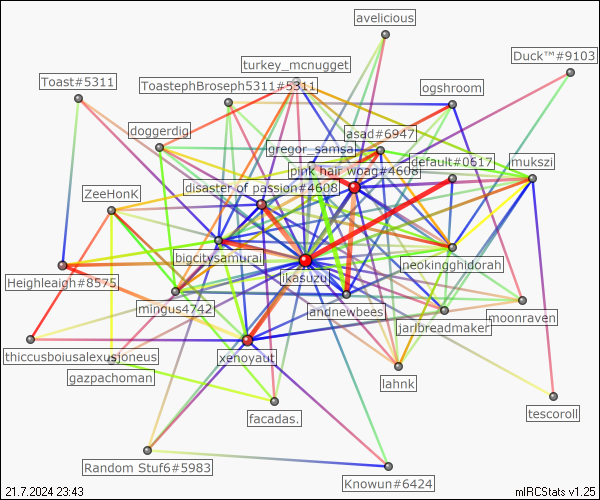 avelicious
Duck™#9103
turkey_mcnugget
Toast#5311
ToastephBroseph5311#5311
ogshroom
doggerdig
asad#6947
gregor_samsa
default#0617
mukszi
pink hair woag#4608
disaster of passion#4608
ZeeHonK
bigcitysamurai
neokingghidorah
Heighleaigh#8575
ikasuzu
mingus4742
andnewbees
moonraven
jarlbreadmaker
thiccusboiusalexusjoneus
xenoyaut
gazpachoman
lahnk
facadas.
tescoroll
Random Stuf6#5983
Knowun#6424
21.7.2024 23:43
mIRCStats v1.25